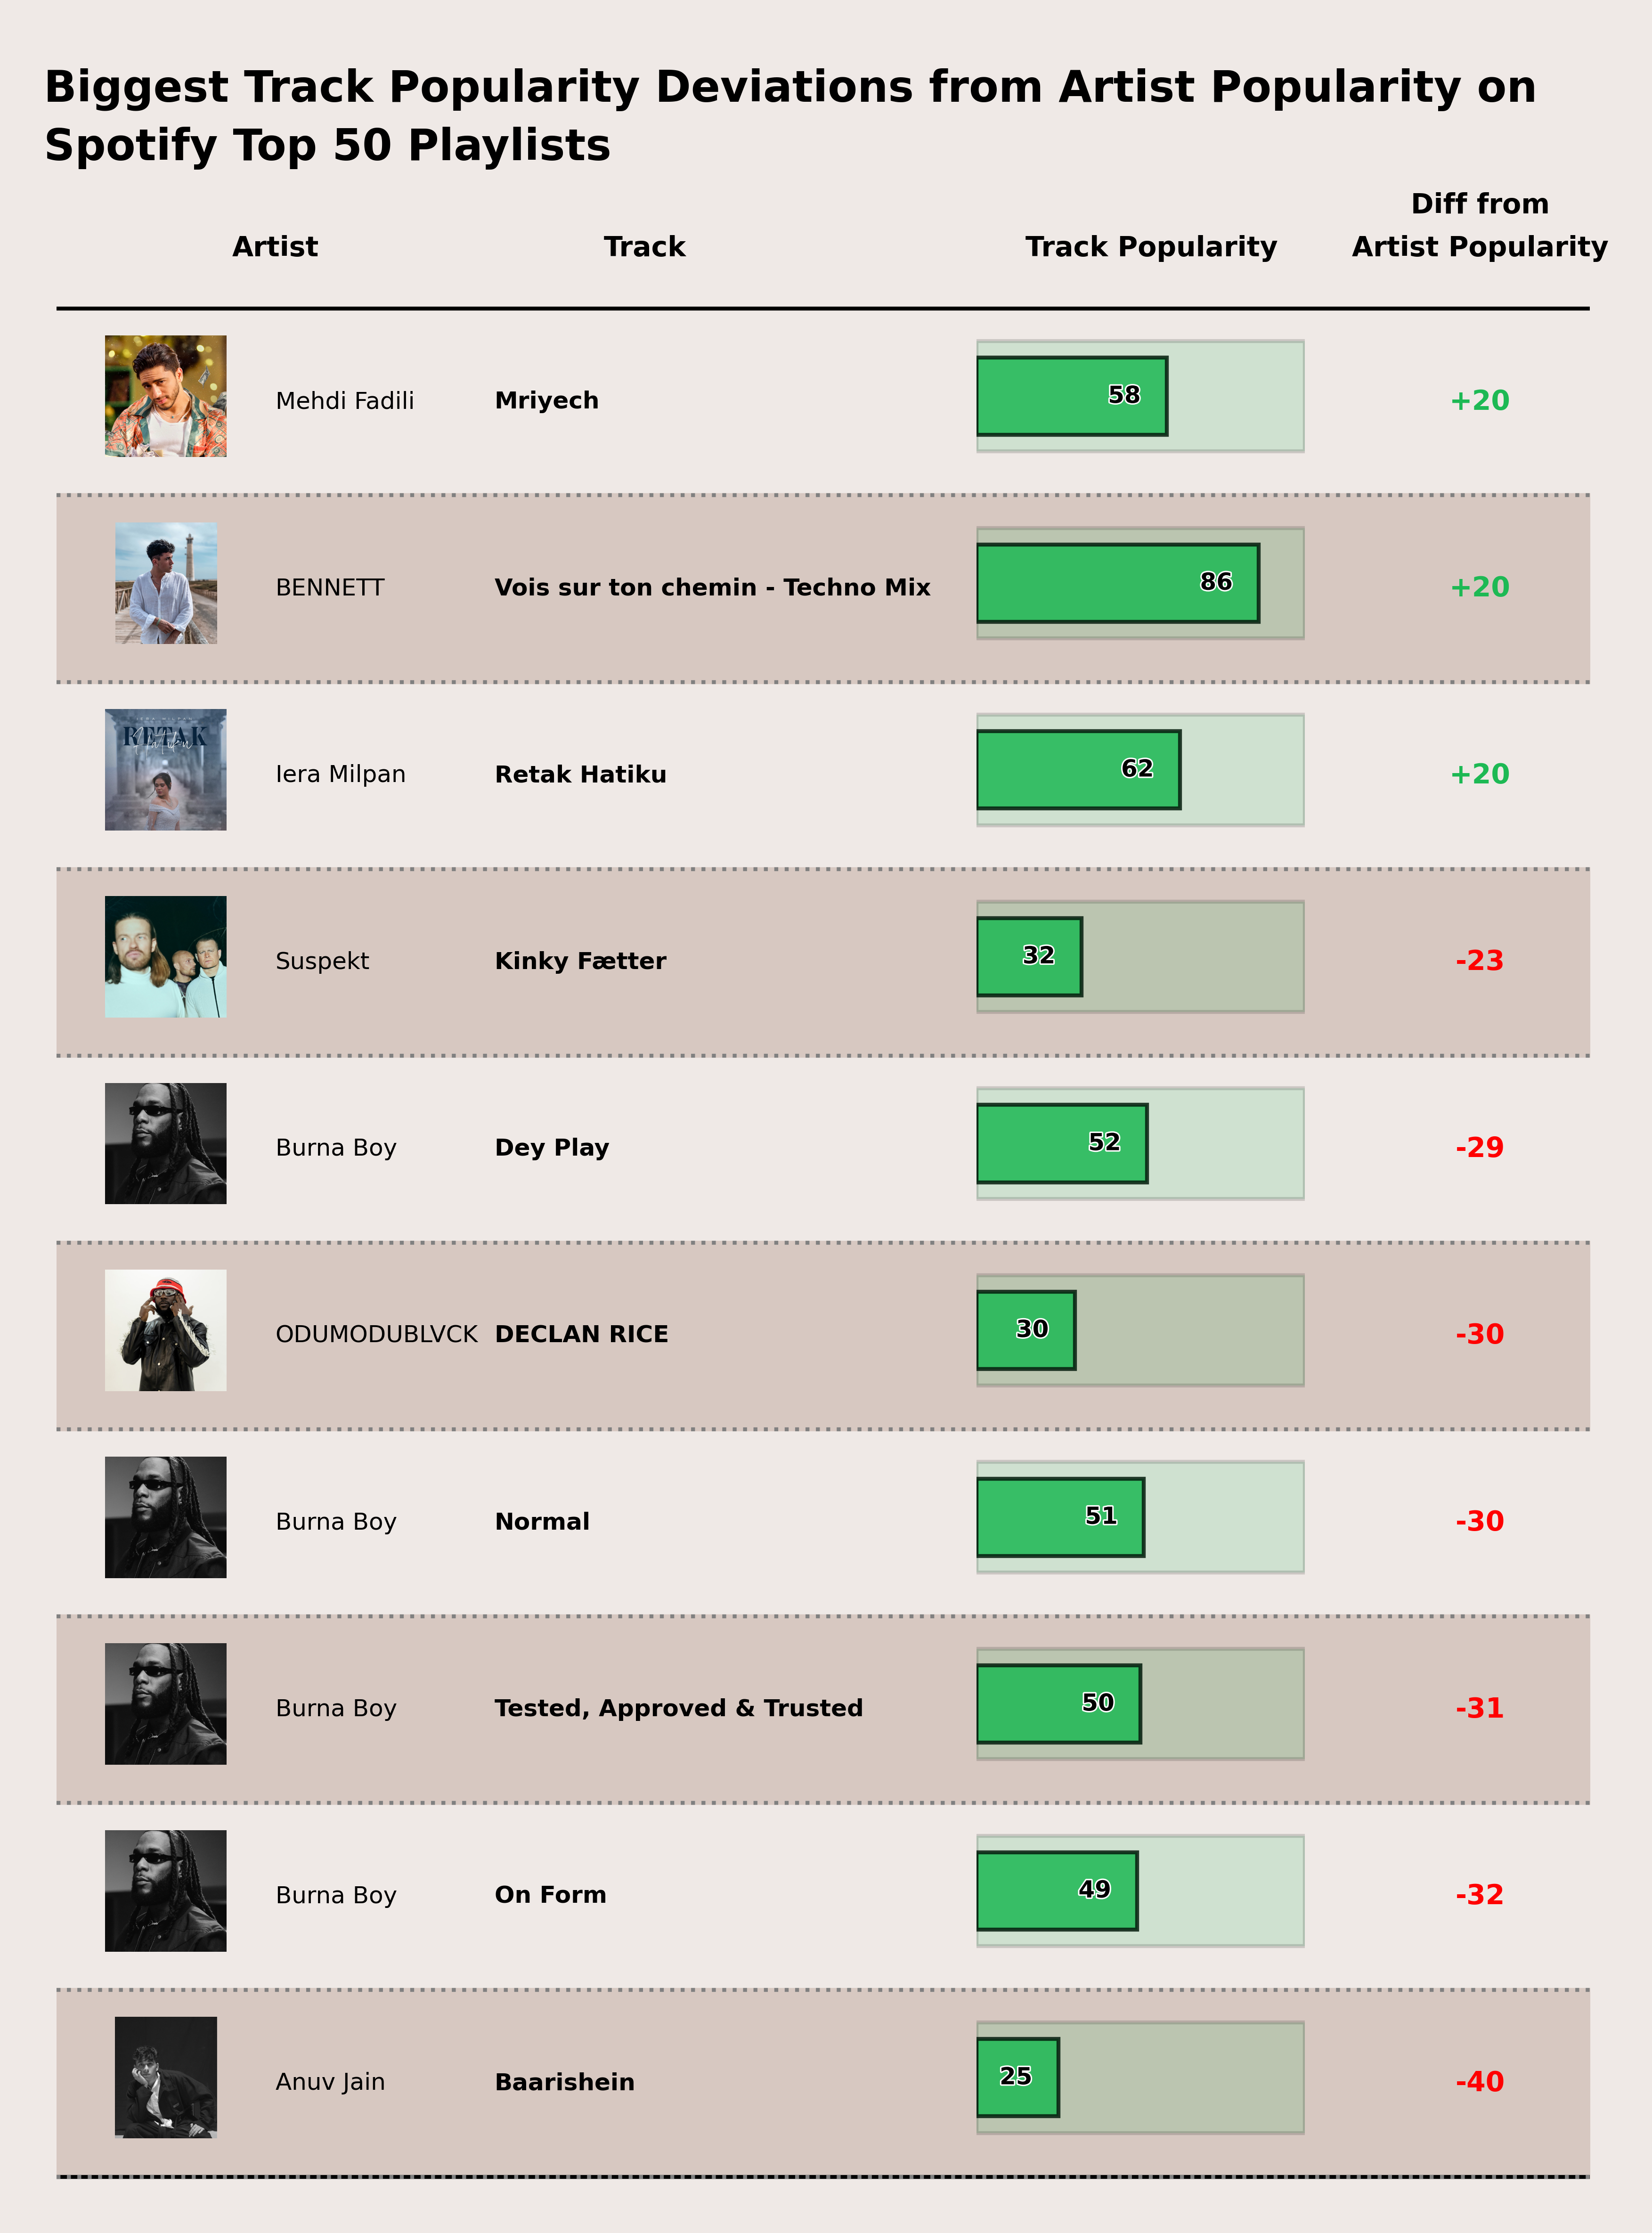 Biggest Track Popularity Deviations from Artist Popularity on
Spotify Top 50 Playlists
Diff from
Artist Track Track Popularity Artist Popularity
Mehdi Fadili Mriyech 58 +20
BENNETT Vois sur ton chemin - Techno Mix 86 +20
RETAK
Iera Milpan Retak Hatiku 62 +20
Suspekt Kinky Fætter 32 -23
Burna Boy Dey Play 52 -29
ODUMODUBLVCK DECLAN RICE 30 -30
Burna Boy Normal 51 -30
Burna Boy Tested, Approved & Trusted 50 -31
Burna Boy On Form 49 -32
Anuv Jain Baarishein 25 -40